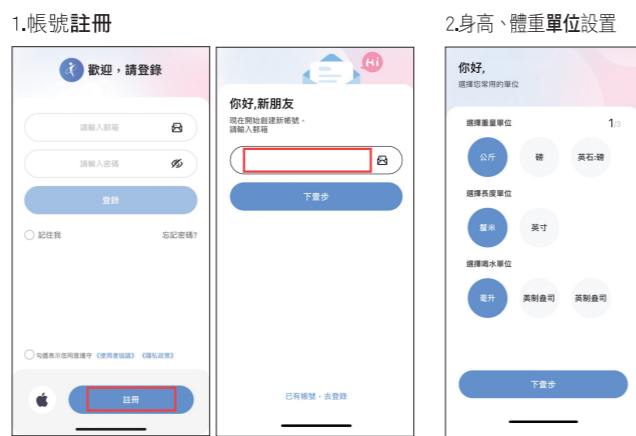 1.帳號註冊
歡迎，請登錄
請輸入郵箱
請輸入密碼
登錄
記住我 忘記密碼?
勾選表示您同意遵守《使用者協議》《隱私政策》
註冊
Hi
你好,新朋友
現在開始創建新帳號，
請輸入郵箱
下壹步
已有帳號，去登錄
2.身高、體重單位設置
你好,
選擇您常用的單位
選擇重量單位 1/3
公斤 磅 英石:磅
選擇長度單位
釐米 英寸
選擇喝水單位
毫升 美制盎司 英制盎司
下壹步